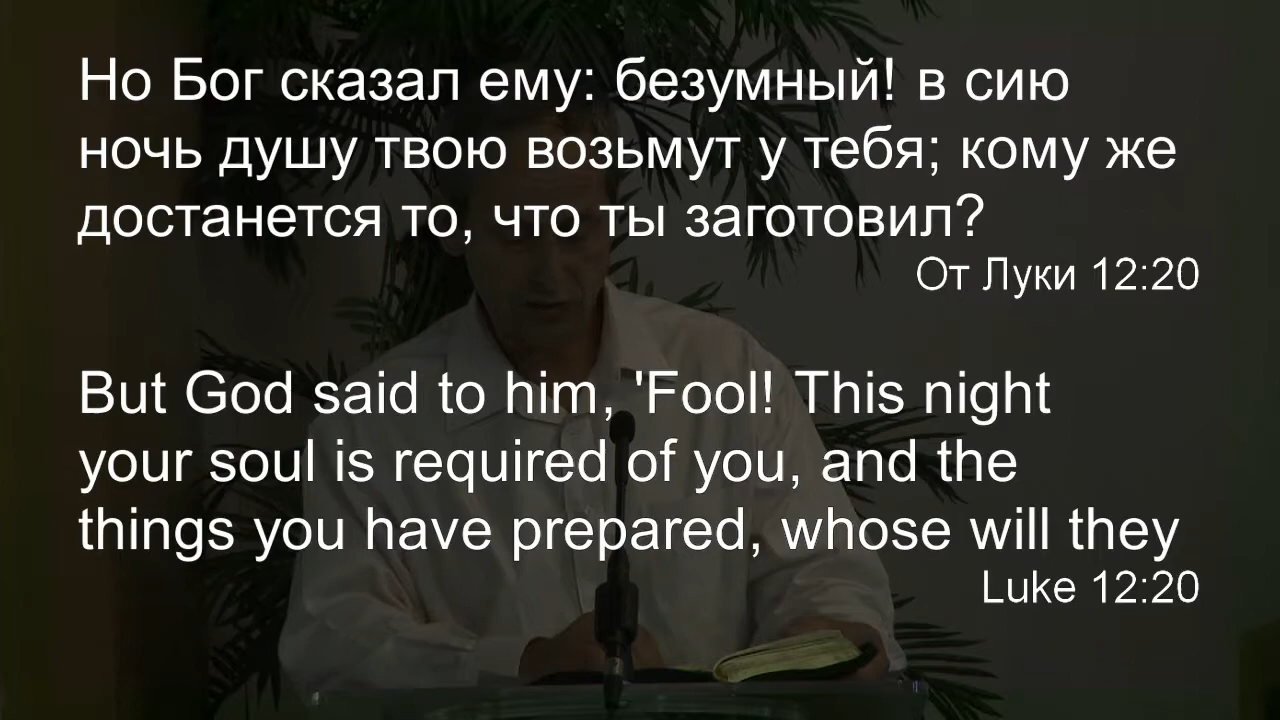 Но Бог сказал ему: безумный! в сию
ночь душу твою возьмут у тебя; кому же
достанется то, что ты заготовил?
От Луки 12:20
But God said to him, 'Fool! This night
your soul is required of you, and the
things you have prepared, whose will they
Luke 12:20